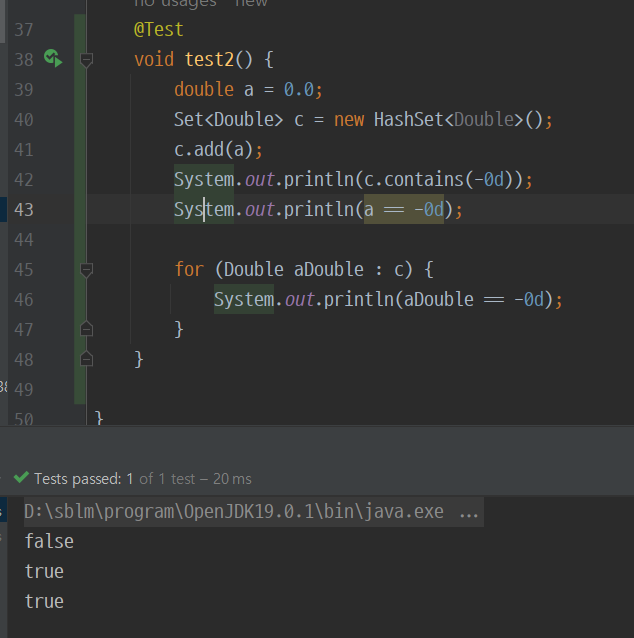 no usages   new
37 @Test
38 void test2() {
39 double a = 0.0;
40 Set<Double> c = new HashSet<Double>();
41 c.add(a);
42 System.out.println(c.contains(-0d));
43 System.out.println(a == -0d);
44
45 for (Double aDouble : c) {
46 System.out.println(aDouble == -0d);
47 }
48 }
49
50 }
Tests passed: 1 of 1 test – 20 ms
D:\sblm\program\OpenJDK19.0.1\bin\java.exe ...
false
true
true